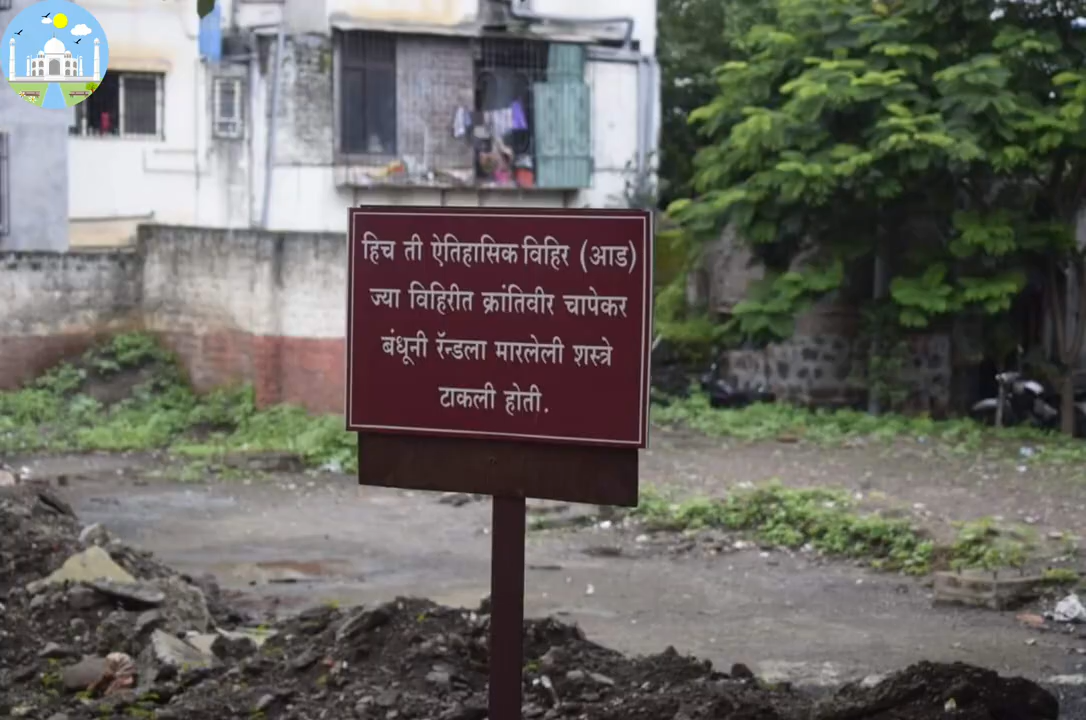 हिच ती ऐतिहासिक विहिर (आड)
ज्या विहिरीत क्रांतिवीर चापेकर
बंधूनी रॅन्डला मारलेली शस्त्रे
टाकली होती.